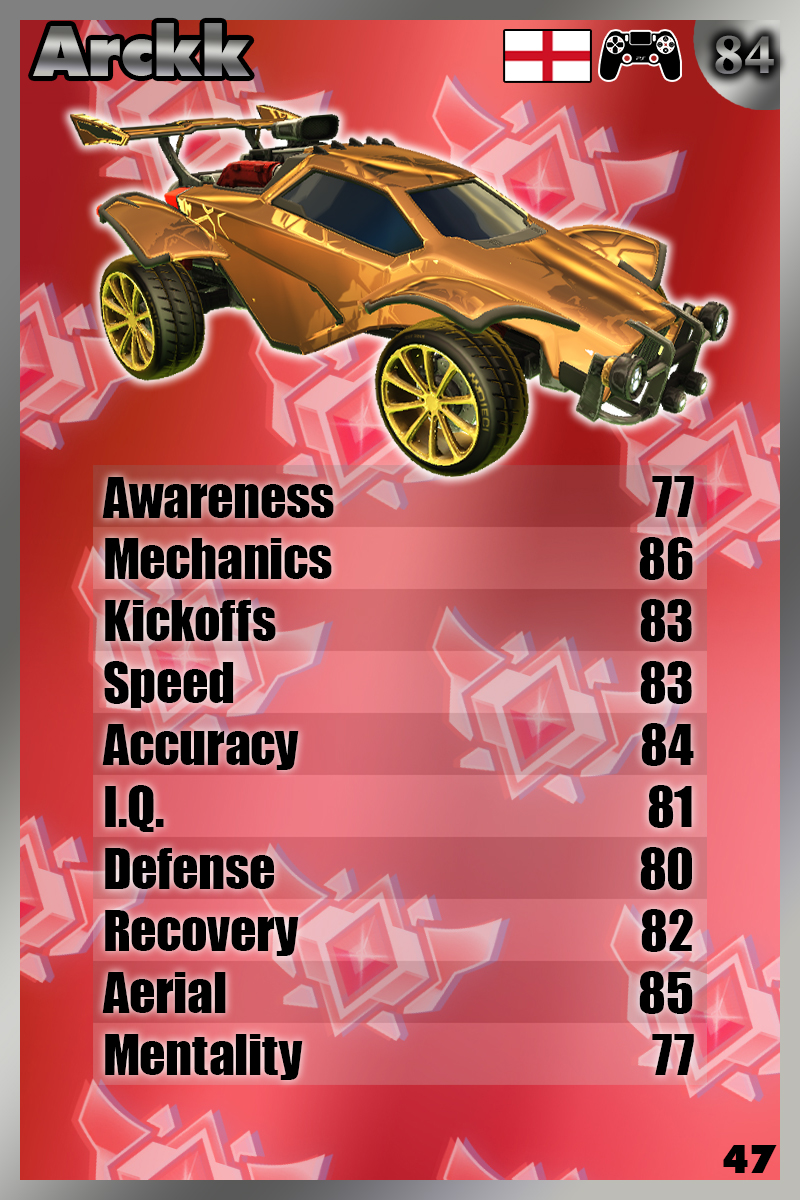 Arckk 84
Awareness 77
Mechanics 86
Kickoffs 83
Speed 83
Accuracy 84
I.Q. 81
Defense 80
Recovery 82
Aerial 85
Mentality 77
47